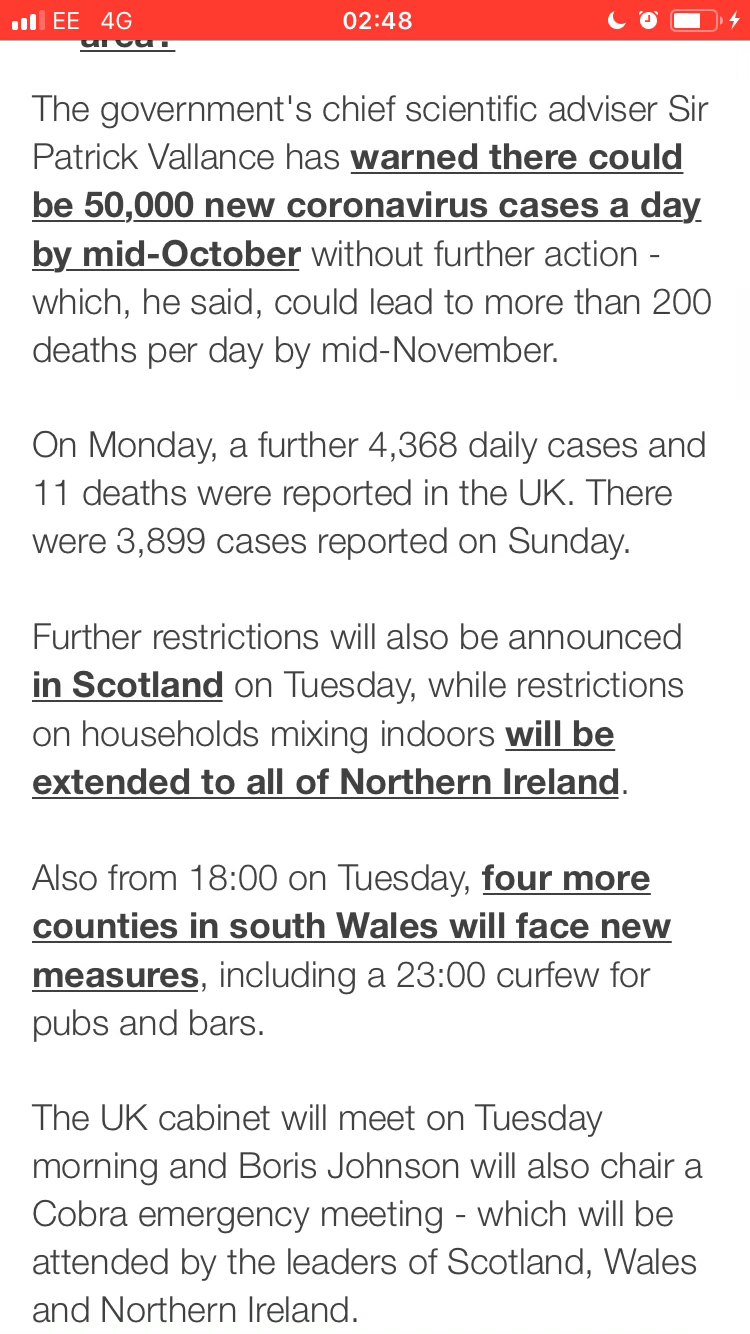 EE 4G 02:48
area?
The government's chief scientific adviser Sir
Patrick Vallance has warned there could
be 50,000 new coronavirus cases a day
by mid-October without further action -
which, he said, could lead to more than 200
deaths per day by mid-November.
On Monday, a further 4,368 daily cases and
11 deaths were reported in the UK. There
were 3,899 cases reported on Sunday.
Further restrictions will also be announced
in Scotland on Tuesday, while restrictions
on households mixing indoors will be
extended to all of Northern Ireland.
Also from 18:00 on Tuesday, four more
counties in south Wales will face new
measures, including a 23:00 curfew for
pubs and bars.
The UK cabinet will meet on Tuesday
morning and Boris Johnson will also chair a
Cobra emergency meeting - which will be
attended by the leaders of Scotland, Wales
and Northern Ireland.